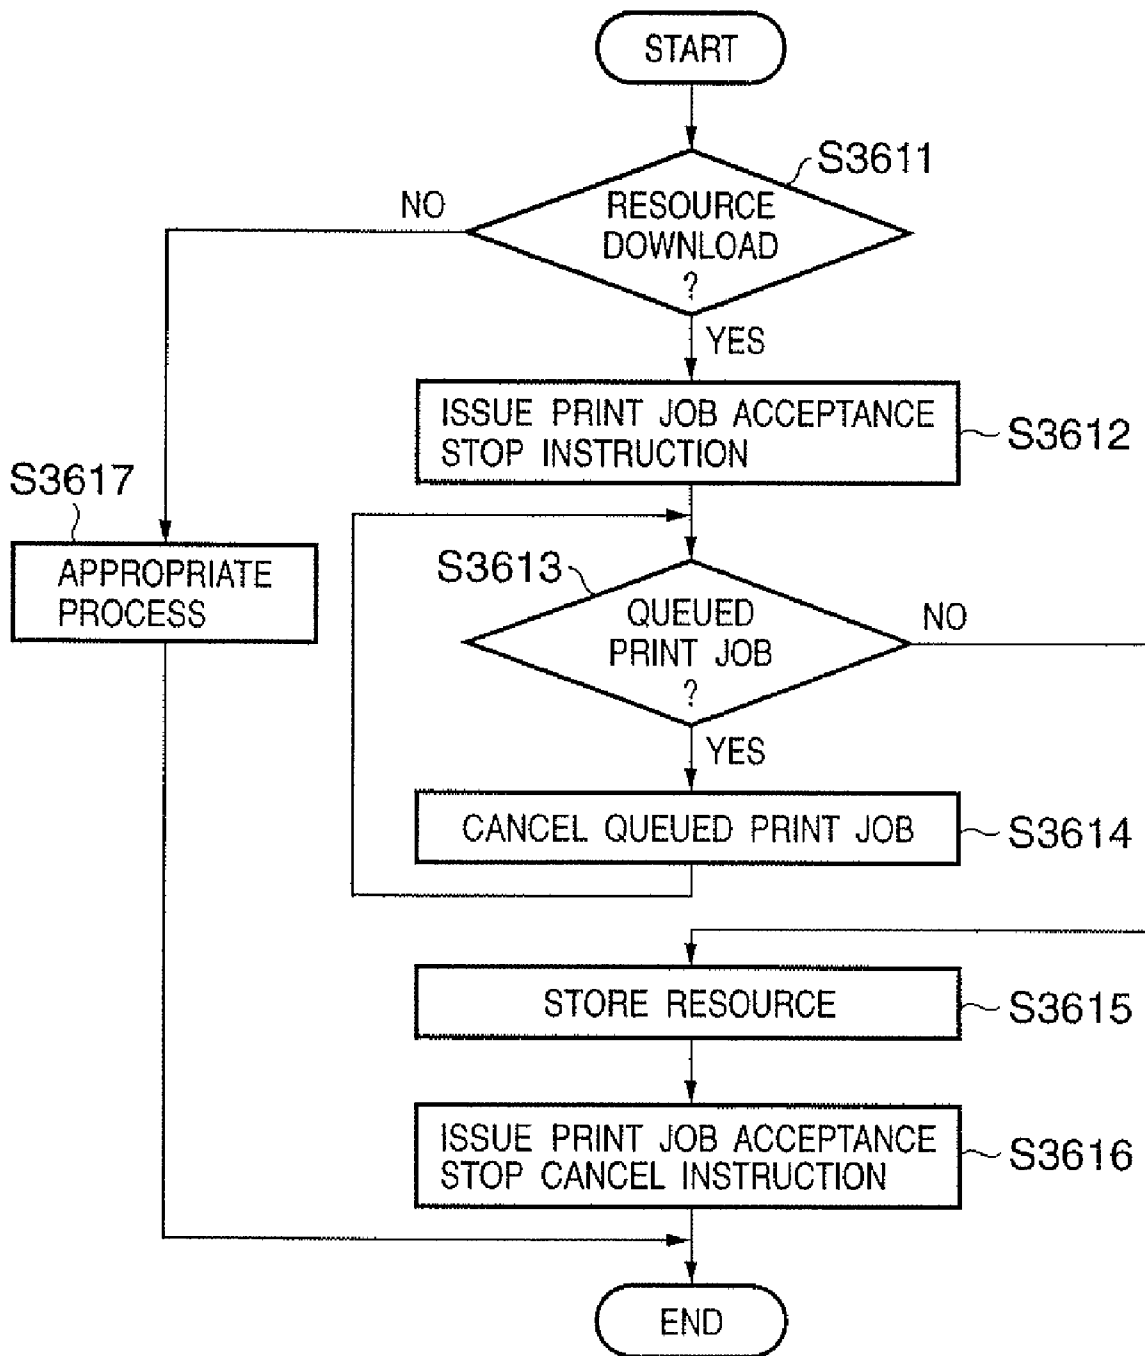 START
S3611
NO
RESOURCE
DOWNLOAD
?
YES
ISSUE PRINT JOB ACCEPTANCE
STOP INSTRUCTION
S3612
S3617
APPROPRIATE
PROCESS
S3613
QUEUED
PRINT JOB
?
NO
YES
CANCEL QUEUED PRINT JOB
S3614
STORE RESOURCE
S3615
ISSUE PRINT JOB ACCEPTANCE
STOP CANCEL INSTRUCTION
S3616
END